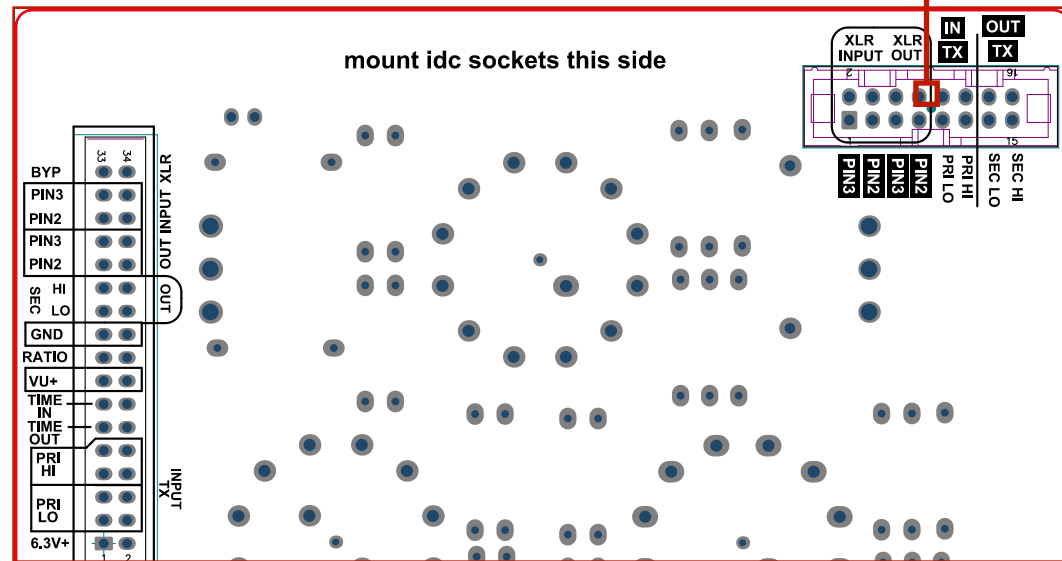 mount idc sockets this side
XLR INPUT
XLR OUT
IN TX
OUT TX
2
16
1
15
PIN3
PIN2
PIN3
PIN2
PRI LO
PRI HI
SEC LO
SEC HI
33 34
BYP
PIN3
PIN2
PIN3
PIN2
SEC
HI
LO
GND
RATIO
VU+
TIME IN
TIME OUT
PRI HI
PRI LO
6.3V+
1 2
OUT INPUT XLR
OUT
INPUT TX